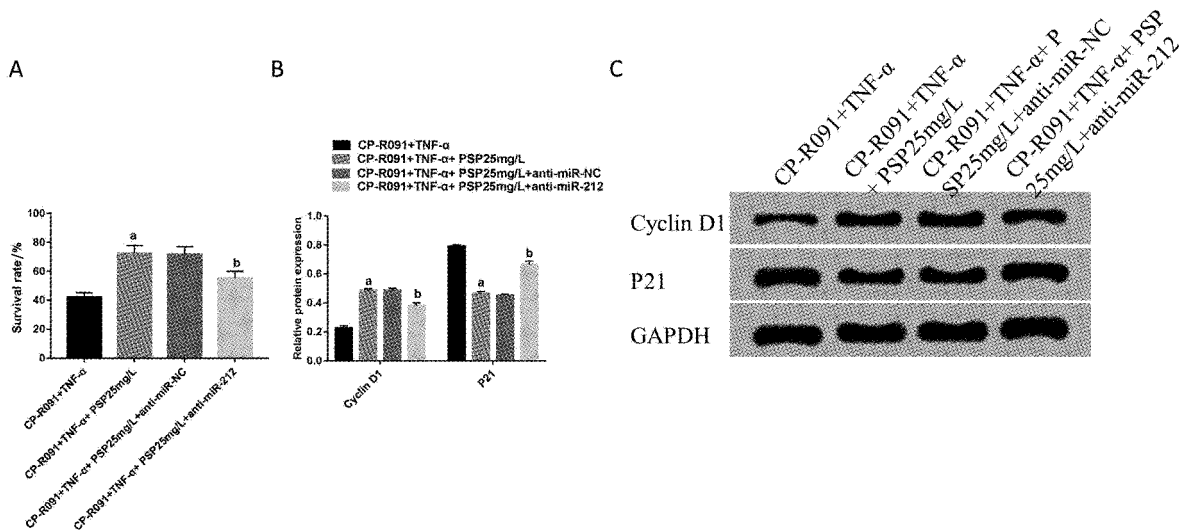 A
B
C
CP-R091+TNF-α
CP-R091+TNF-α+ PSP25mg/L
CP-R091+TNF-α+ PSP25mg/L+anti-miR-NC
CP-R091+TNF-α+ PSP25mg/L+anti-miR-212
Survival rate / %
100
80
60
40
20
0
a
b
CP-R091+TNF-α
CP-R091+TNF-α+ PSP25mg/L
CP-R091+TNF-α+ PSP25mg/L+anti-miR-NC
CP-R091+TNF-α+ PSP25mg/L+anti-miR-212
Relative protein expression
1.0
0.8
0.6
0.4
0.2
0.0
a
b
a
b
Cyclin D1
P21
CP-R091+TNF-α
CP-R091+TNF-α
+ PSP25mg/L
CP-R091+TNF-α+ P
SP25mg/L+anti-miR-NC
CP-R091+TNF-α+ PSP
25mg/L+anti-miR-212
Cyclin D1
P21
GAPDH